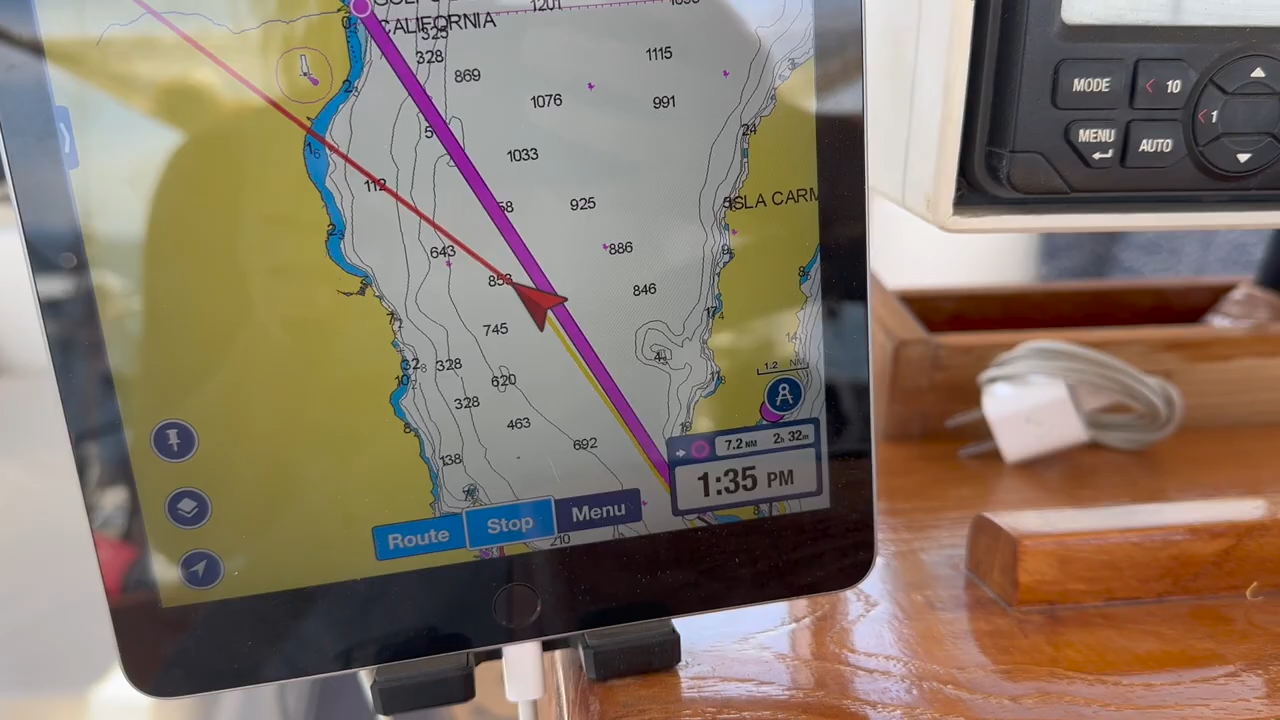 CALIFORNIA
1201
325
328
869
1115
1076
991
1033
112
925
24
ISLA CARM
643
886
846
745
328
620
328
463
692
138
210
1.2 NM
7.2 NM 2h 32m
1:35 PM
Route Stop Menu
MODE
< 10
< 1
MENU
AUTO